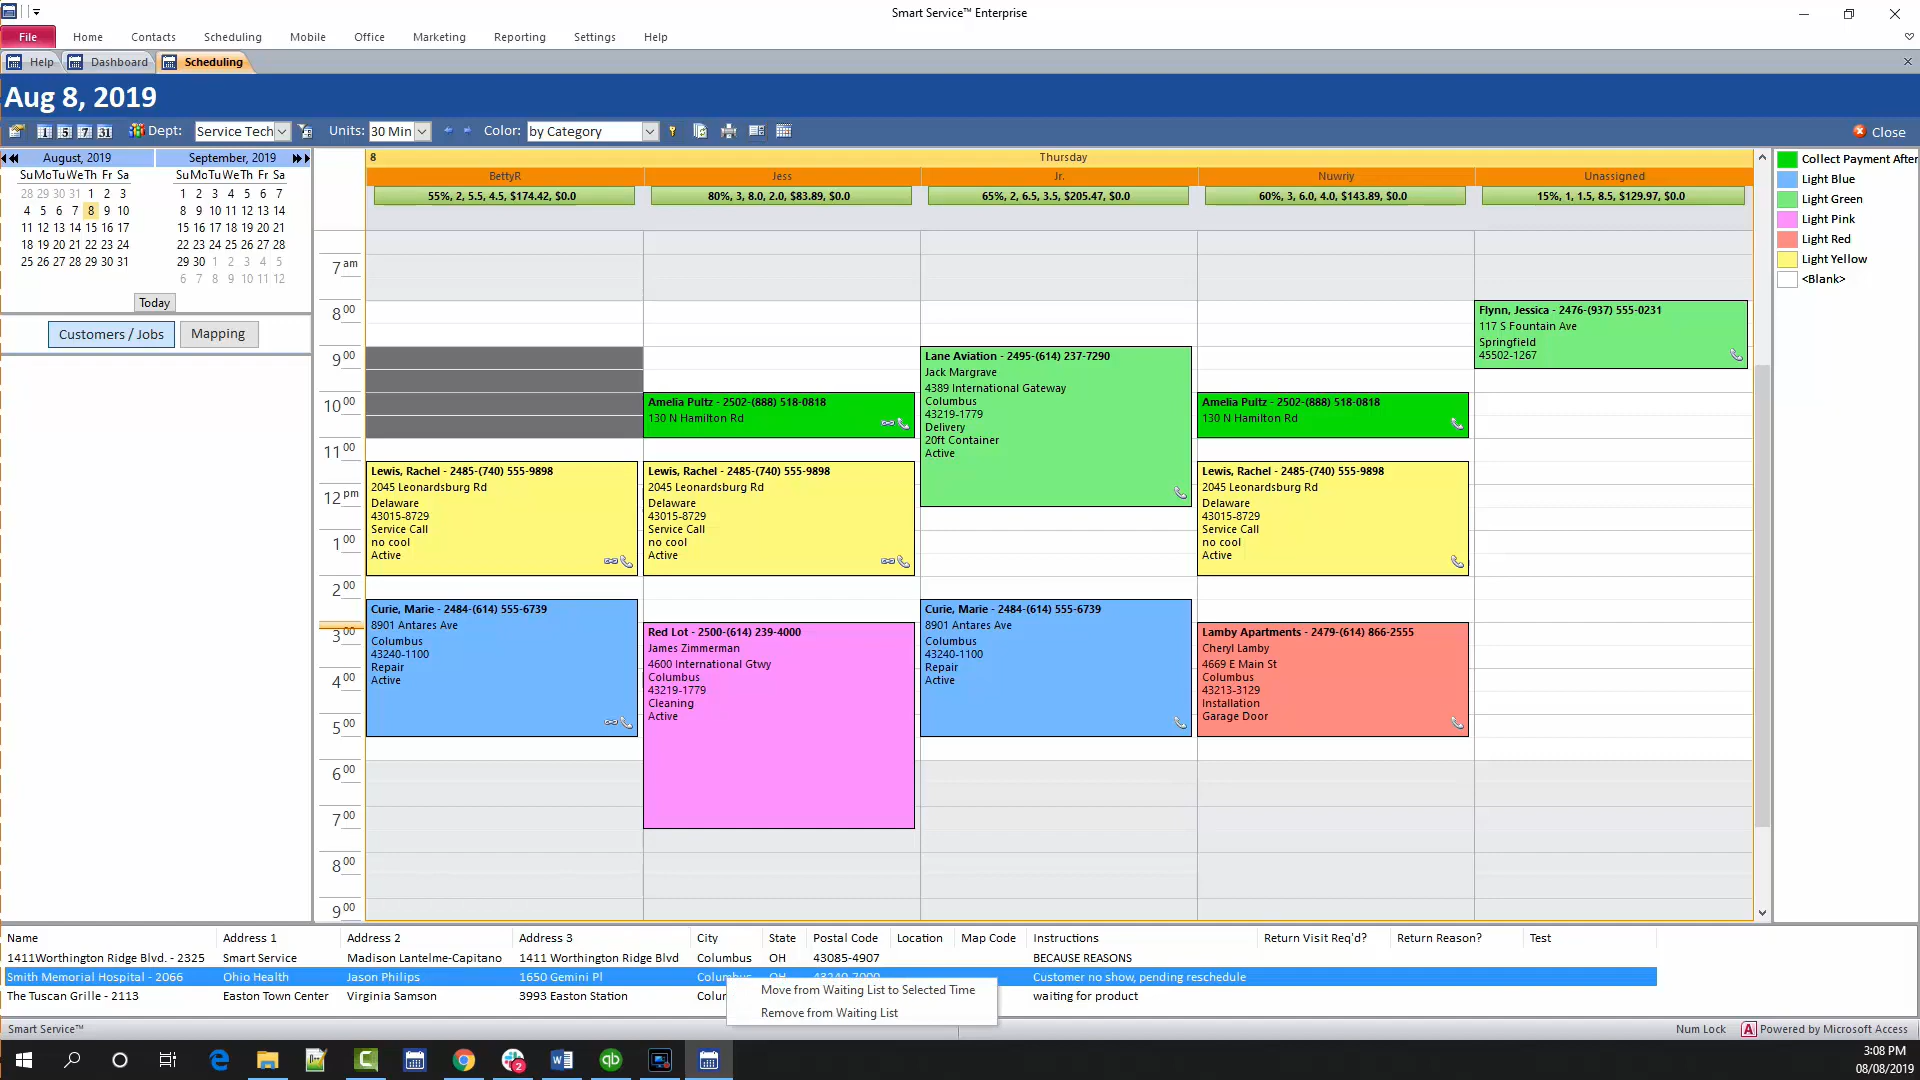 Smart Service™ Enterprise
File Home Contacts Scheduling Mobile Office Marketing Reporting Settings Help
Help Dashboard Scheduling
Aug 8, 2019
1 5 7 31 Dept: Service Tech Units: 30 Min Color: by Category Close
August, 2019 September, 2019
Su Mo Tu We Th Fr Sa Su Mo Tu We Th Fr Sa
28 29 30 31 1 2 3 1 2 3 4 5 6 7
4 5 6 7 8 9 10 8 9 10 11 12 13 14
11 12 13 14 15 16 17 15 16 17 18 19 20 21
18 19 20 21 22 23 24 22 23 24 25 26 27 28
25 26 27 28 29 30 31 29 30 1 2 3 4 5
6 7 8 9 10 11 12
Today
Customers / Jobs Mapping
8 Thursday
BettyR Jess Jr. Nuwriy Unassigned
55%, 2, 5.5, 4.5, $174.42, $0.0
80%, 3, 8.0, 2.0, $83.89, $0.0
65%, 2, 6.5, 3.5, $205.47, $0.0
60%, 3, 6.0, 4.0, $143.89, $0.0
15%, 1, 1.5, 8.5, $129.97, $0.0
7 am
8 00
9 00
10 00
11 00
12 pm
1 00
2 00
3 00
4 00
5 00
6 00
7 00
8 00
9 00
Lewis, Rachel - 2485-(740) 555-9898
2045 Leonardsburg Rd
Delaware
43015-8729
Service Call
no cool
Active
Curie, Marie - 2484-(614) 555-6739
8901 Antares Ave
Columbus
43240-1100
Repair
Active
Amelia Pultz - 2502-(888) 518-0818
130 N Hamilton Rd
Lewis, Rachel - 2485-(740) 555-9898
2045 Leonardsburg Rd
Delaware
43015-8729
Service Call
no cool
Active
Red Lot - 2500-(614) 239-4000
James Zimmerman
4600 International Gtwy
Columbus
43219-1779
Cleaning
Active
Lane Aviation - 2495-(614) 237-7290
Jack Margrave
4389 International Gateway
Columbus
43219-1779
Delivery
20ft Container
Active
Curie, Marie - 2484-(614) 555-6739
8901 Antares Ave
Columbus
43240-1100
Repair
Active
Amelia Pultz - 2502-(888) 518-0818
130 N Hamilton Rd
Lewis, Rachel - 2485-(740) 555-9898
2045 Leonardsburg Rd
Delaware
43015-8729
Service Call
no cool
Active
Lamby Apartments - 2479-(614) 866-2555
Cheryl Lamby
4669 E Main St
Columbus
43213-3129
Installation
Garage Door
Flynn, Jessica - 2476-(937) 555-0231
117 S Fountain Ave
Springfield
45502-1267
Collect Payment After
Light Blue
Light Green
Light Pink
Light Red
Light Yellow
<Blank>
Name Address 1 Address 2 Address 3 City State Postal Code Location Map Code Instructions Return Visit Req'd? Return Reason? Test
1411Worthington Ridge Blvd. - 2325 Smart Service Madison Lantelme-Capitano 1411 Worthington Ridge Blvd Columbus OH 43085-4907 BECAUSE REASONS
Smith Memorial Hospital - 2066 Ohio Health Jason Philips 1650 Gemini Pl Columbus OH 43240-7000 Customer no show, pending reschedule
The Tuscan Grille - 2113 Easton Town Center Virginia Samson 3993 Easton Station Colu waiting for product
Move from Waiting List to Selected Time
Remove from Waiting List
Smart Service™ Num Lock A Powered by Microsoft Access
2
3:08 PM
08/08/2019